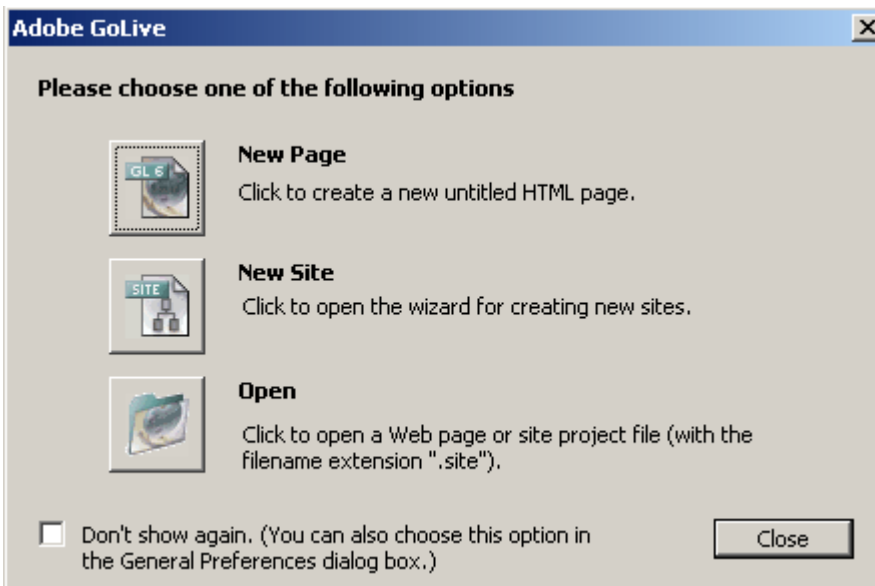 Adobe GoLive
Please choose one of the following options
GL 6
New Page
Click to create a new untitled HTML page.
SITE
New Site
Click to open the wizard for creating new sites.
Open
Click to open a Web page or site project file (with the
filename extension ".site").
Don't show again. (You can also choose this option in
the General Preferences dialog box.)
Close